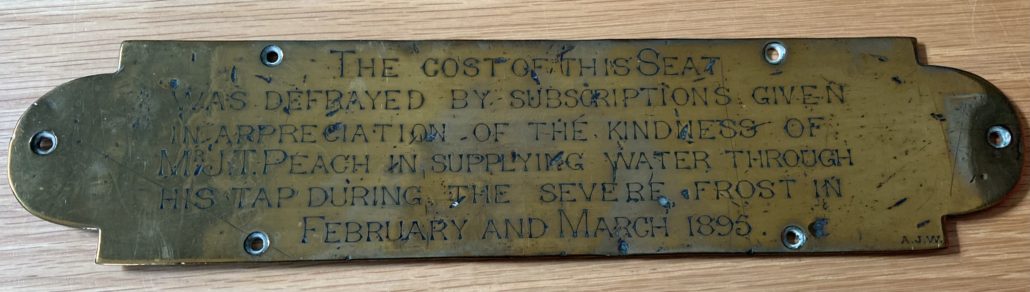 THE COST OF THIS SEAT
WAS DEFRAYED BY SUBSCRIPTIONS GIVEN
IN APPRECIATION OF THE KINDNESS OF
MR J.T. PEACH IN SUPPLYING WATER THROUGH
HIS TAP DURING THE SEVERE FROST IN
FEBRUARY AND MARCH 1895
A.J.W.